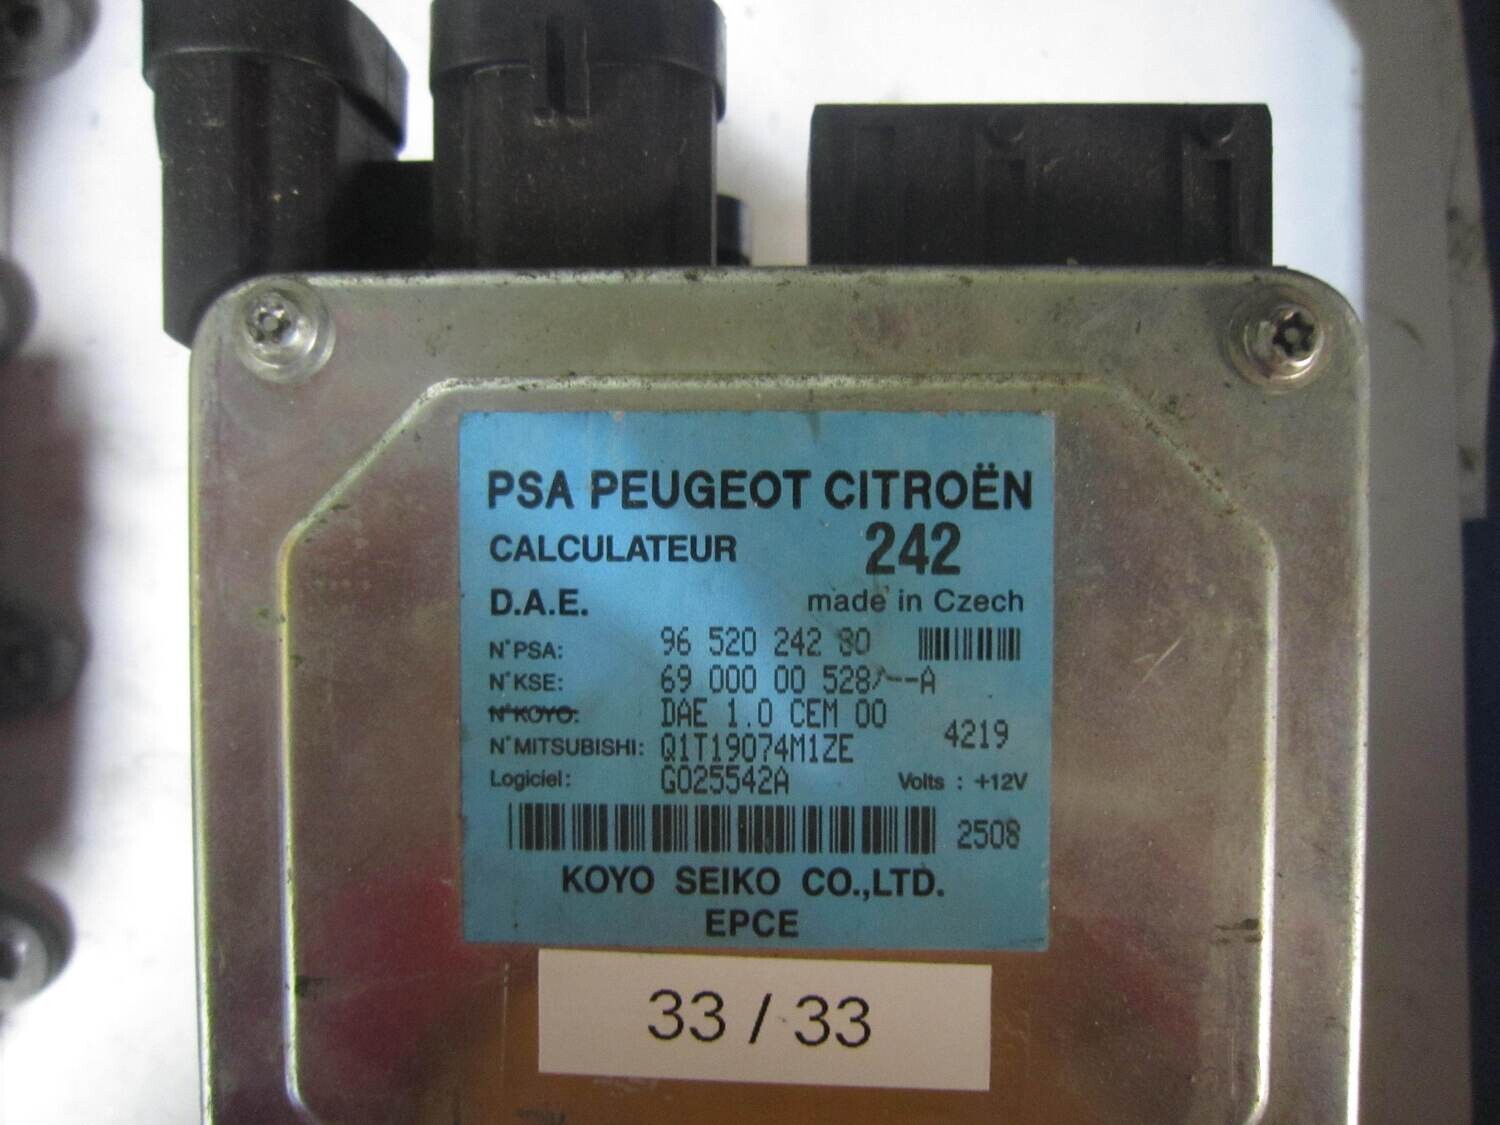 PSA PEUGEOT CITROËN
CALCULATEUR 242
D.A.E. made in Czech
N°PSA: 96 520 242 80
N°KSE: 69 000 00 528/--A
N°KOYO: DAE 1.0 CEM 00
4219
N°MITSUBISHI: Q1T19074M1ZE
Logiciel: G025542A Volts : +12V
2508
KOYO SEIKO CO.,LTD.
EPCE
33 / 33